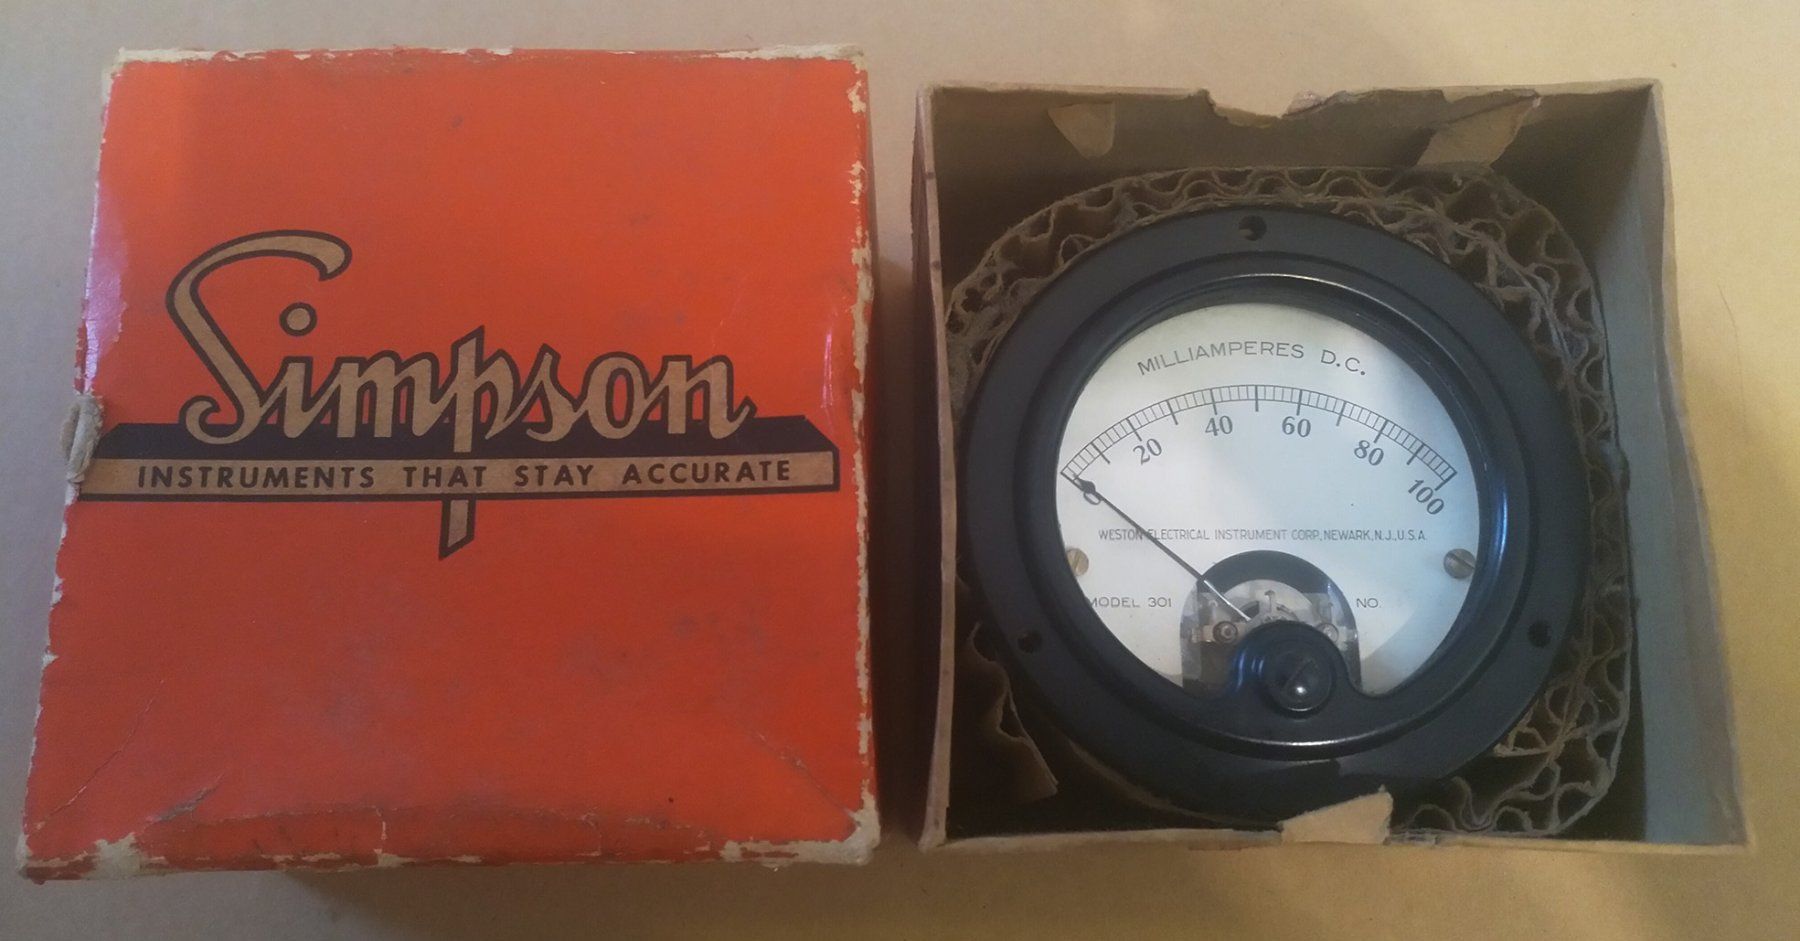 Simpson
INSTRUMENTS THAT STAY ACCURATE
MILLIAMPERES D.C.
0 20 40 60 80 100
WESTON ELECTRICAL INSTRUMENT CORP., NEWARK, N.J., U.S.A.
MODEL 301 NO.